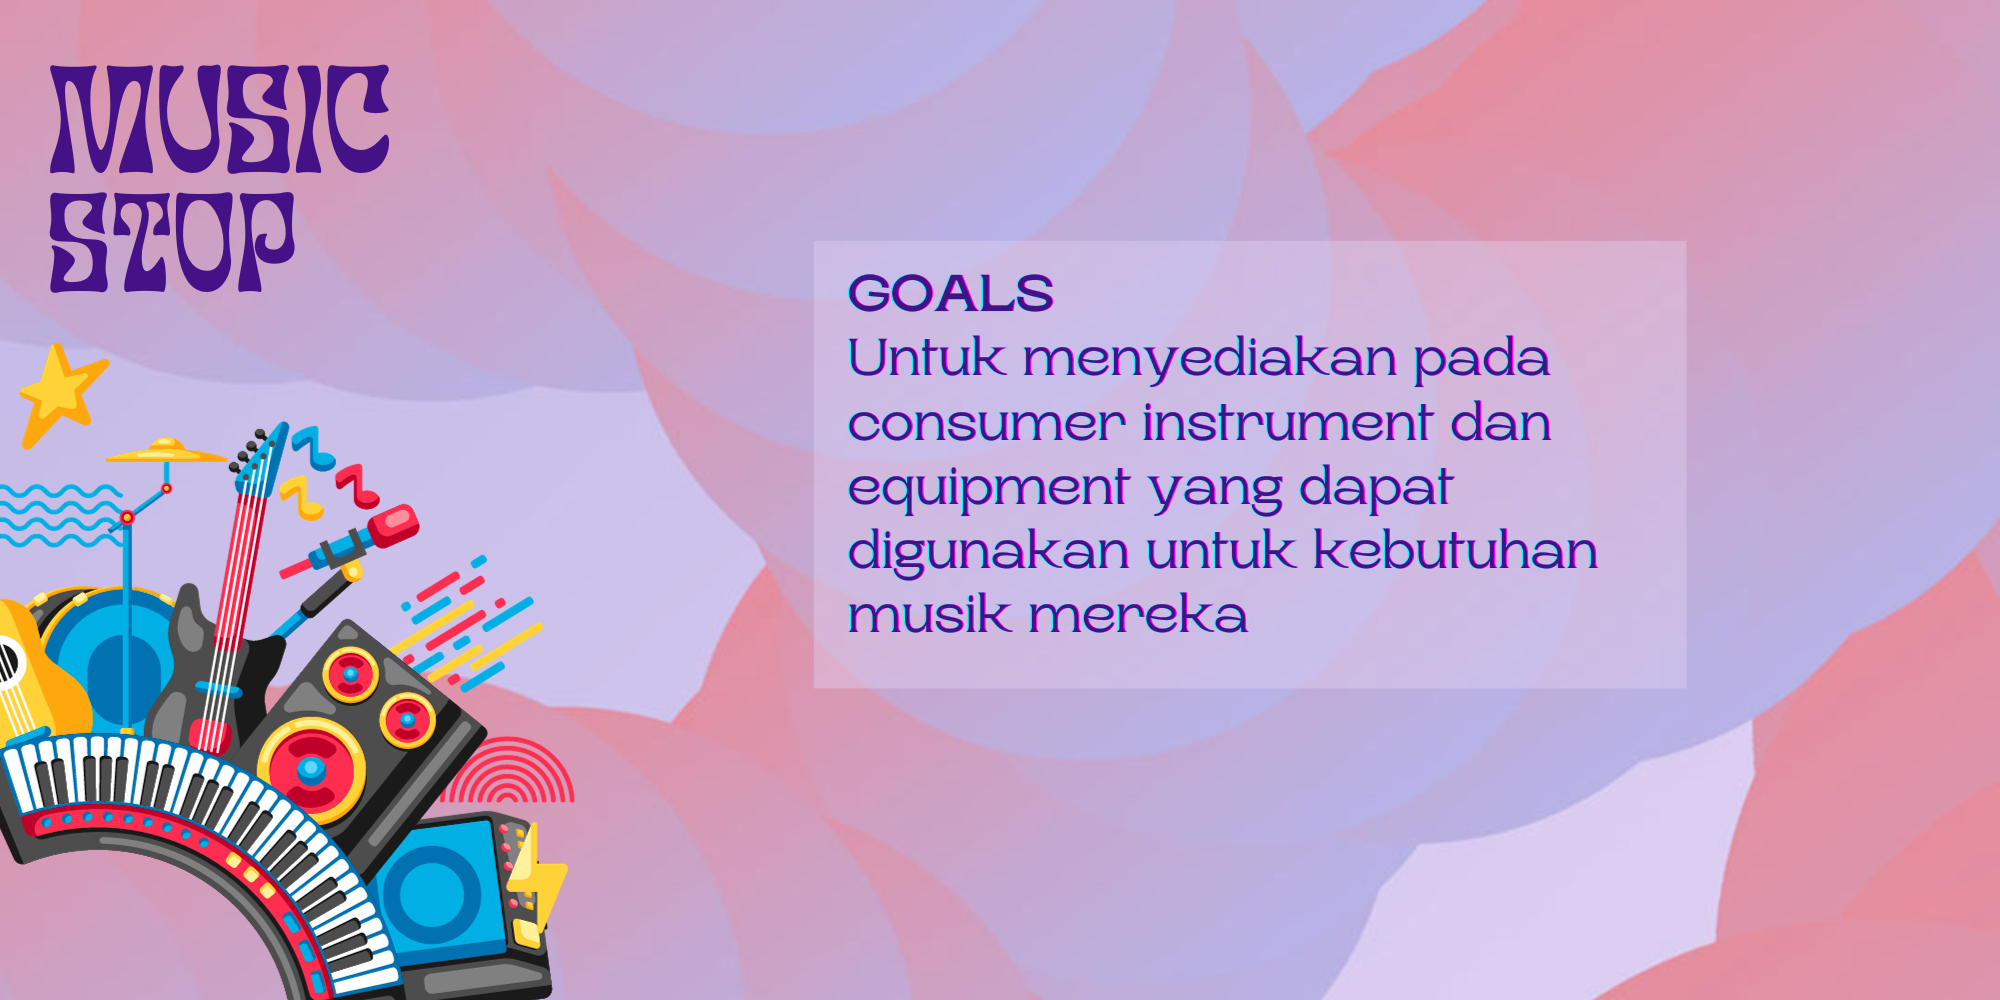 MUSIC
STOP
GOALS
Untuk menyediakan pada
consumer instrument dan
equipment yang dapat
digunakan untuk kebutuhan
musik mereka